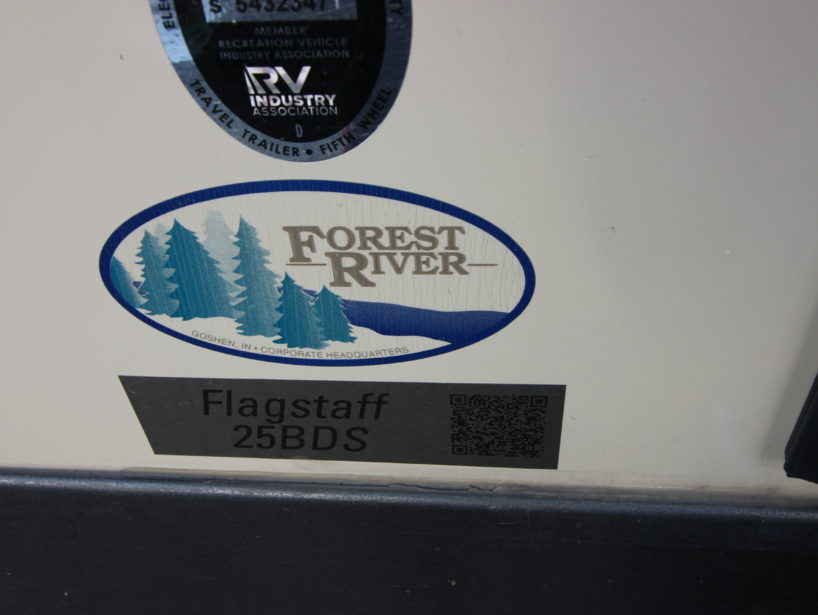 S 5432347
MEMBER
RECREATION VEHICLE
INDUSTRY ASSOCIATION
RV
INDUSTRY
ASSOCIATION
D
TRAVEL TRAILER • FIFTH WHEEL
FOREST
RIVER
GOSHEN, IN • CORPORATE HEADQUARTERS
Flagstaff
25BDS